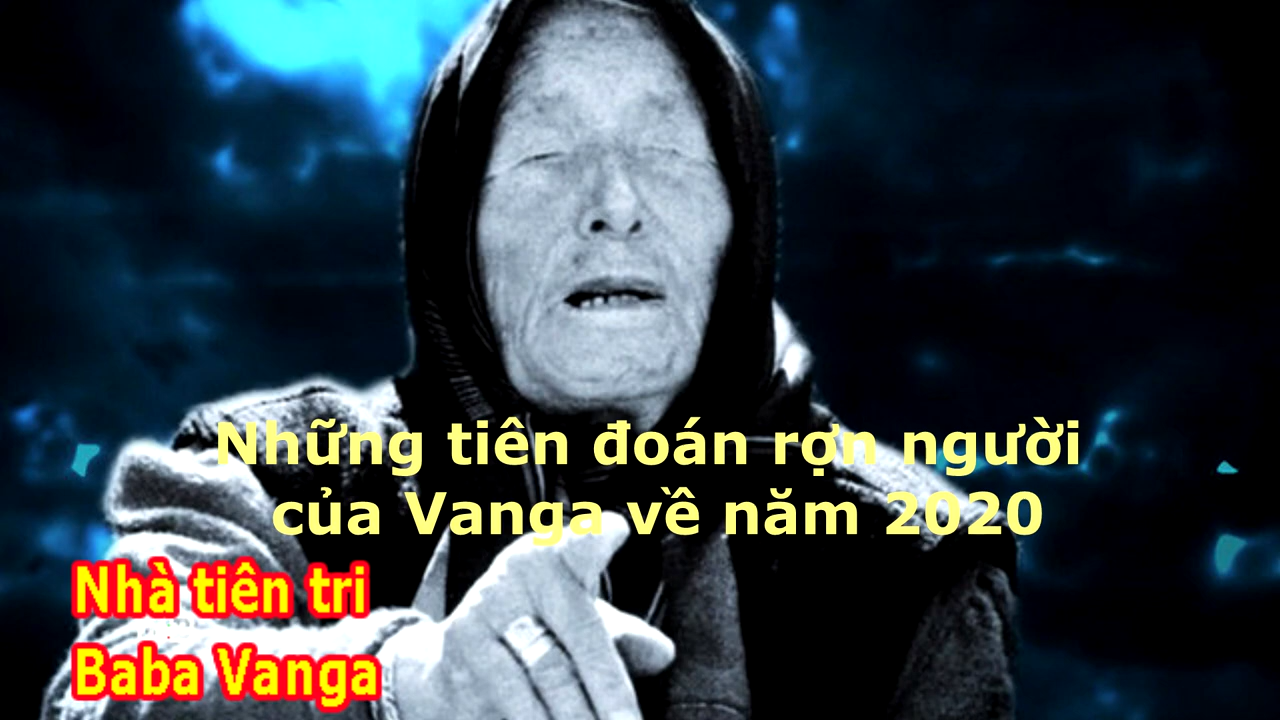 Những tiên đoán rợn người
của Vanga về năm 2020
Nhà tiên tri
Baba Vanga